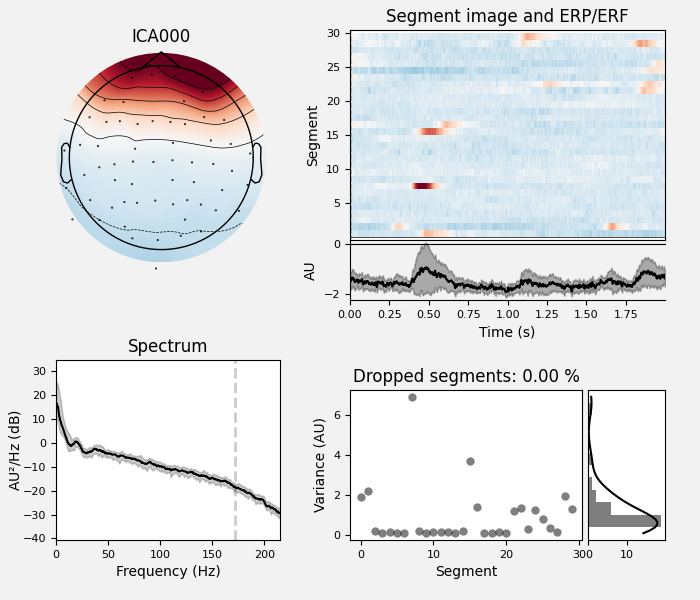 ICA000
Segment image and ERP/ERF
Segment
30
25
20
15
10
5
AU
0
−2
0.00 0.25 0.50 0.75 1.00 1.25 1.50 1.75
Time (s)
Spectrum
AU²/Hz (dB)
30
20
10
0
−10
−20
−30
−40
0 50 100 150 200
Frequency (Hz)
Dropped segments: 0.00 %
Variance (AU)
6
4
2
0
0 10 20 30
Segment
0 10